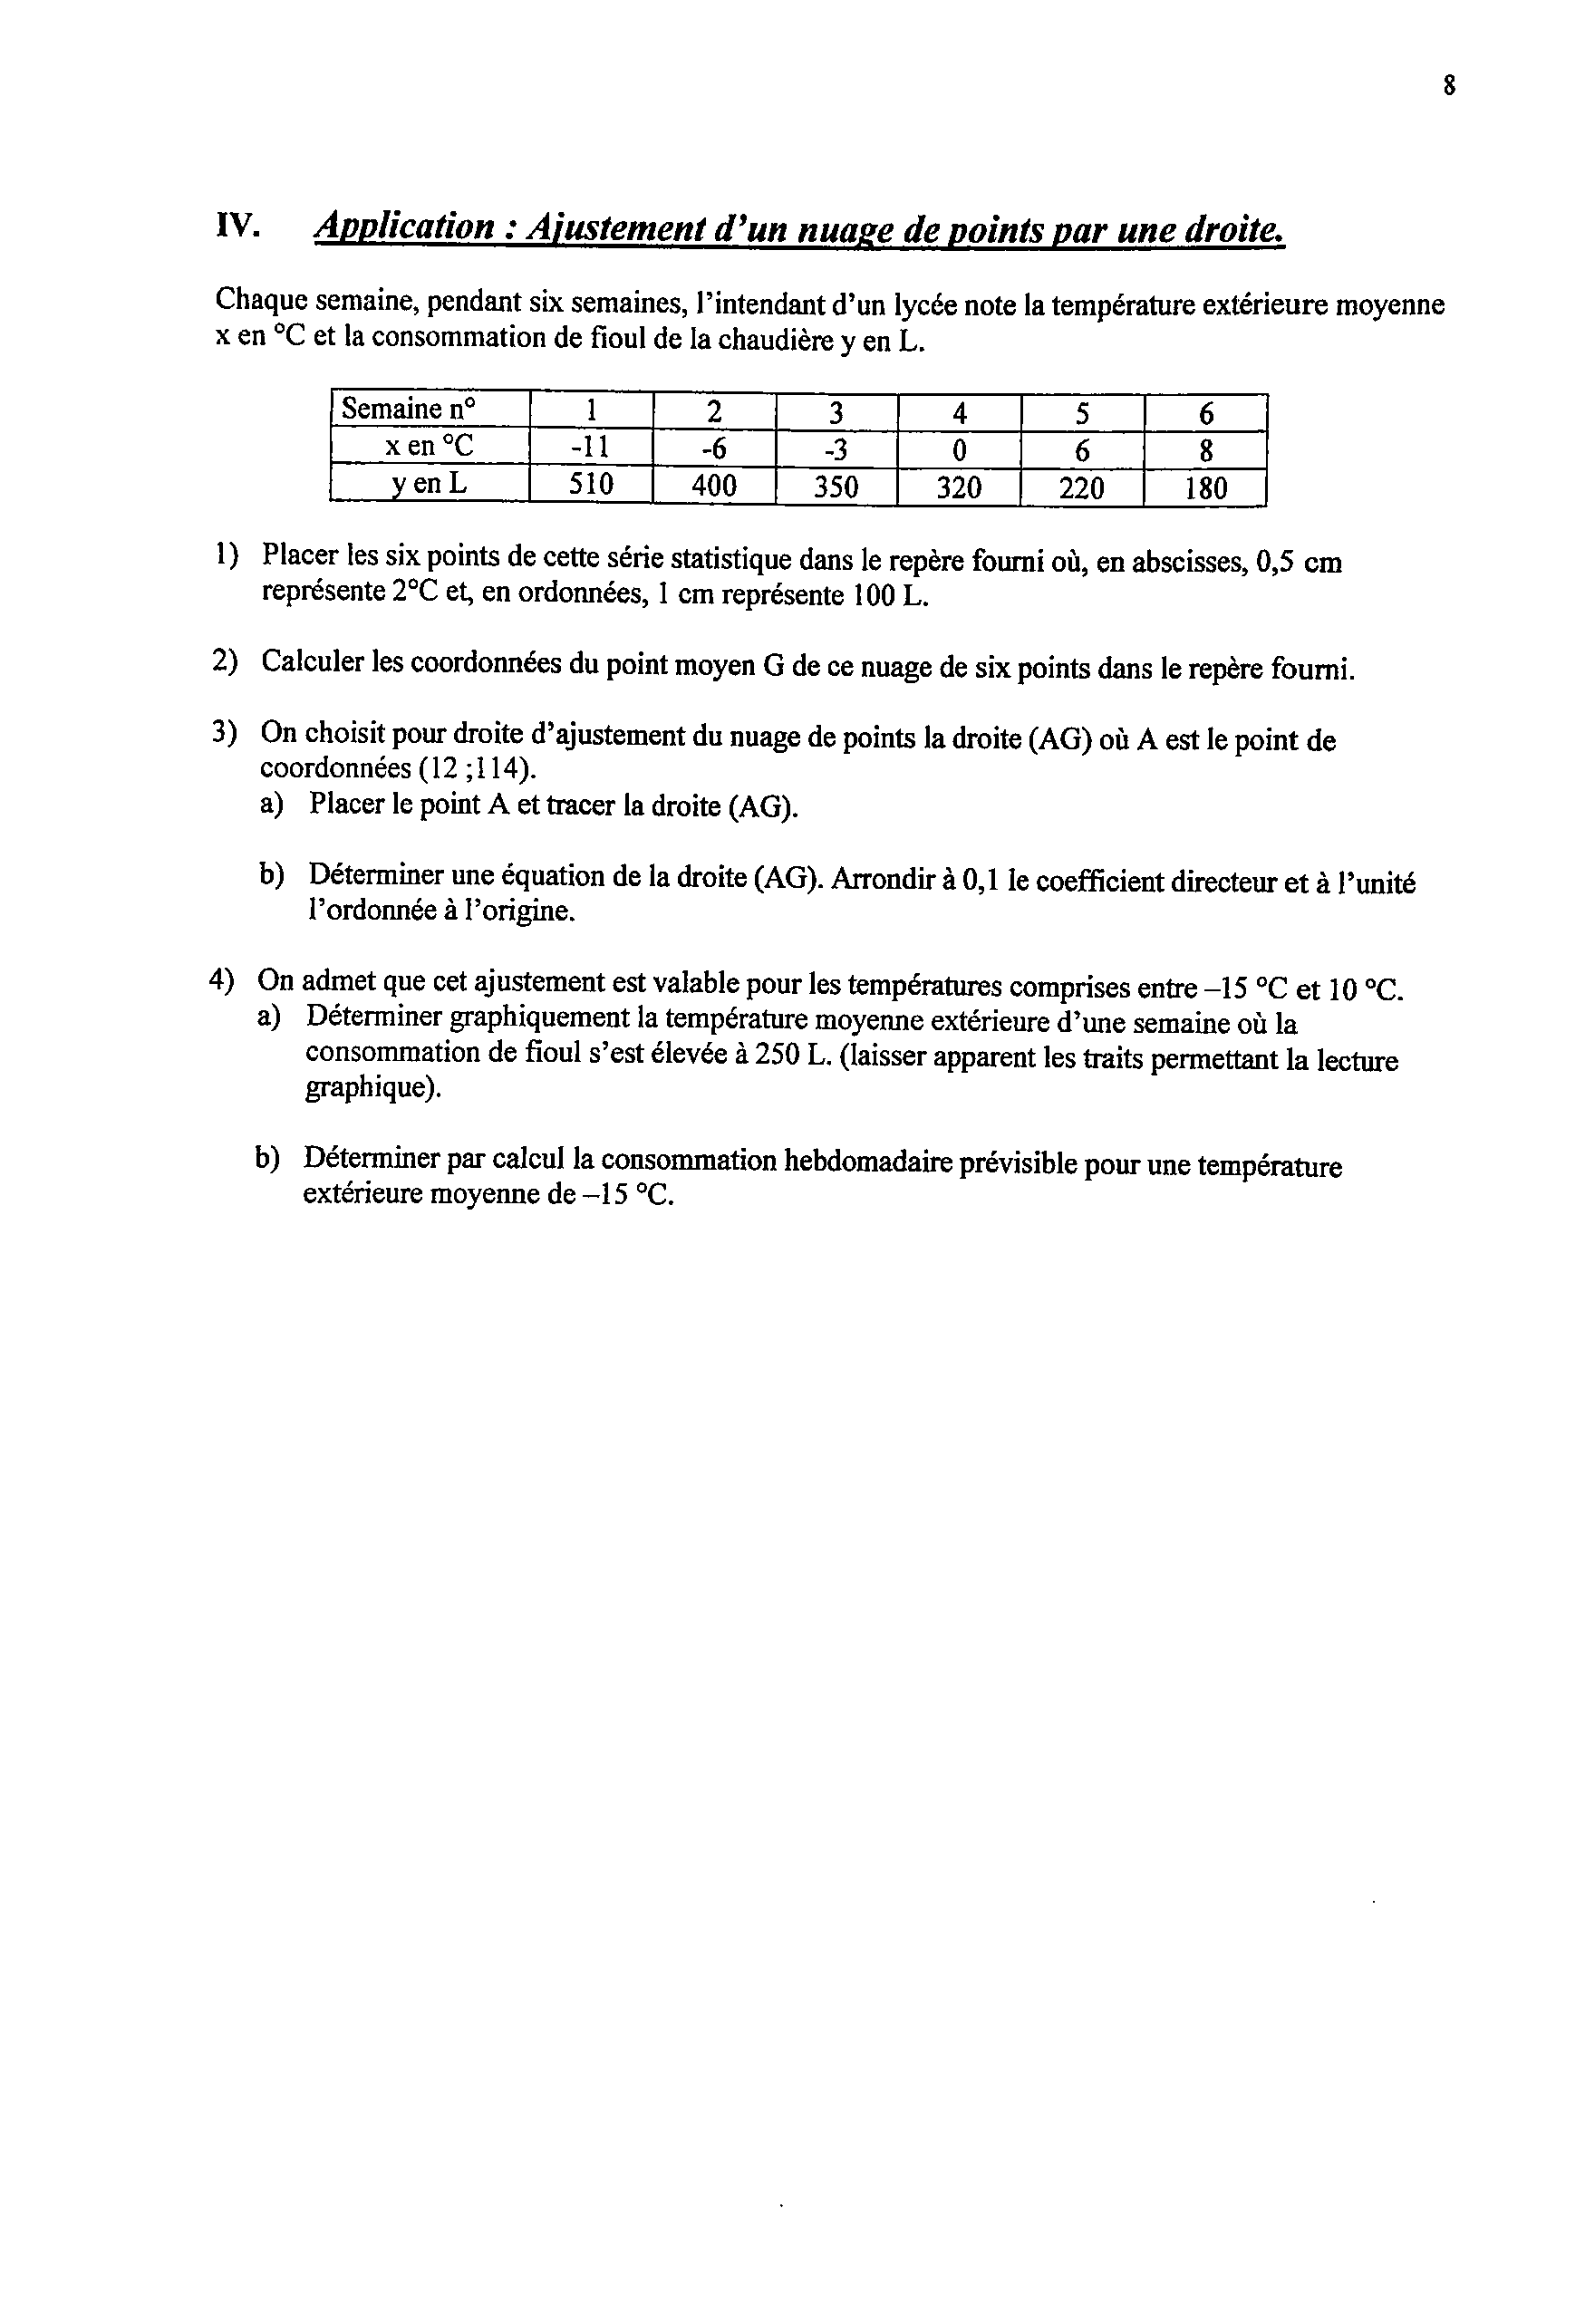 8
IV. Application : Ajustement d'un nuage de points par une droite.
Chaque semaine, pendant six semaines, l'intendant d'un lycée note la température extérieure moyenne
x en °C et la consommation de fioul de la chaudière y en L.
Semaine n° 1 2 3 4 5 6
x en °C -11 -6 -3 0 6 8
y en L 510 400 350 320 220 180
1) Placer les six points de cette série statistique dans le repère fourni où, en abscisses, 0,5 cm
représente 2°C et, en ordonnées, 1 cm représente 100 L.
2) Calculer les coordonnées du point moyen G de ce nuage de six points dans le repère fourni.
3) On choisit pour droite d'ajustement du nuage de points la droite (AG) où A est le point de
coordonnées (12 ;114).
a) Placer le point A et tracer la droite (AG).
b) Déterminer une équation de la droite (AG). Arrondir à 0,1 le coefficient directeur et à l'unité
l'ordonnée à l'origine.
4) On admet que cet ajustement est valable pour les températures comprises entre –15 °C et 10 °C.
a) Déterminer graphiquement la température moyenne extérieure d'une semaine où la
consommation de fioul s'est élevée à 250 L. (laisser apparent les traits permettant la lecture
graphique).
b) Déterminer par calcul la consommation hebdomadaire prévisible pour une température
extérieure moyenne de –15 °C.